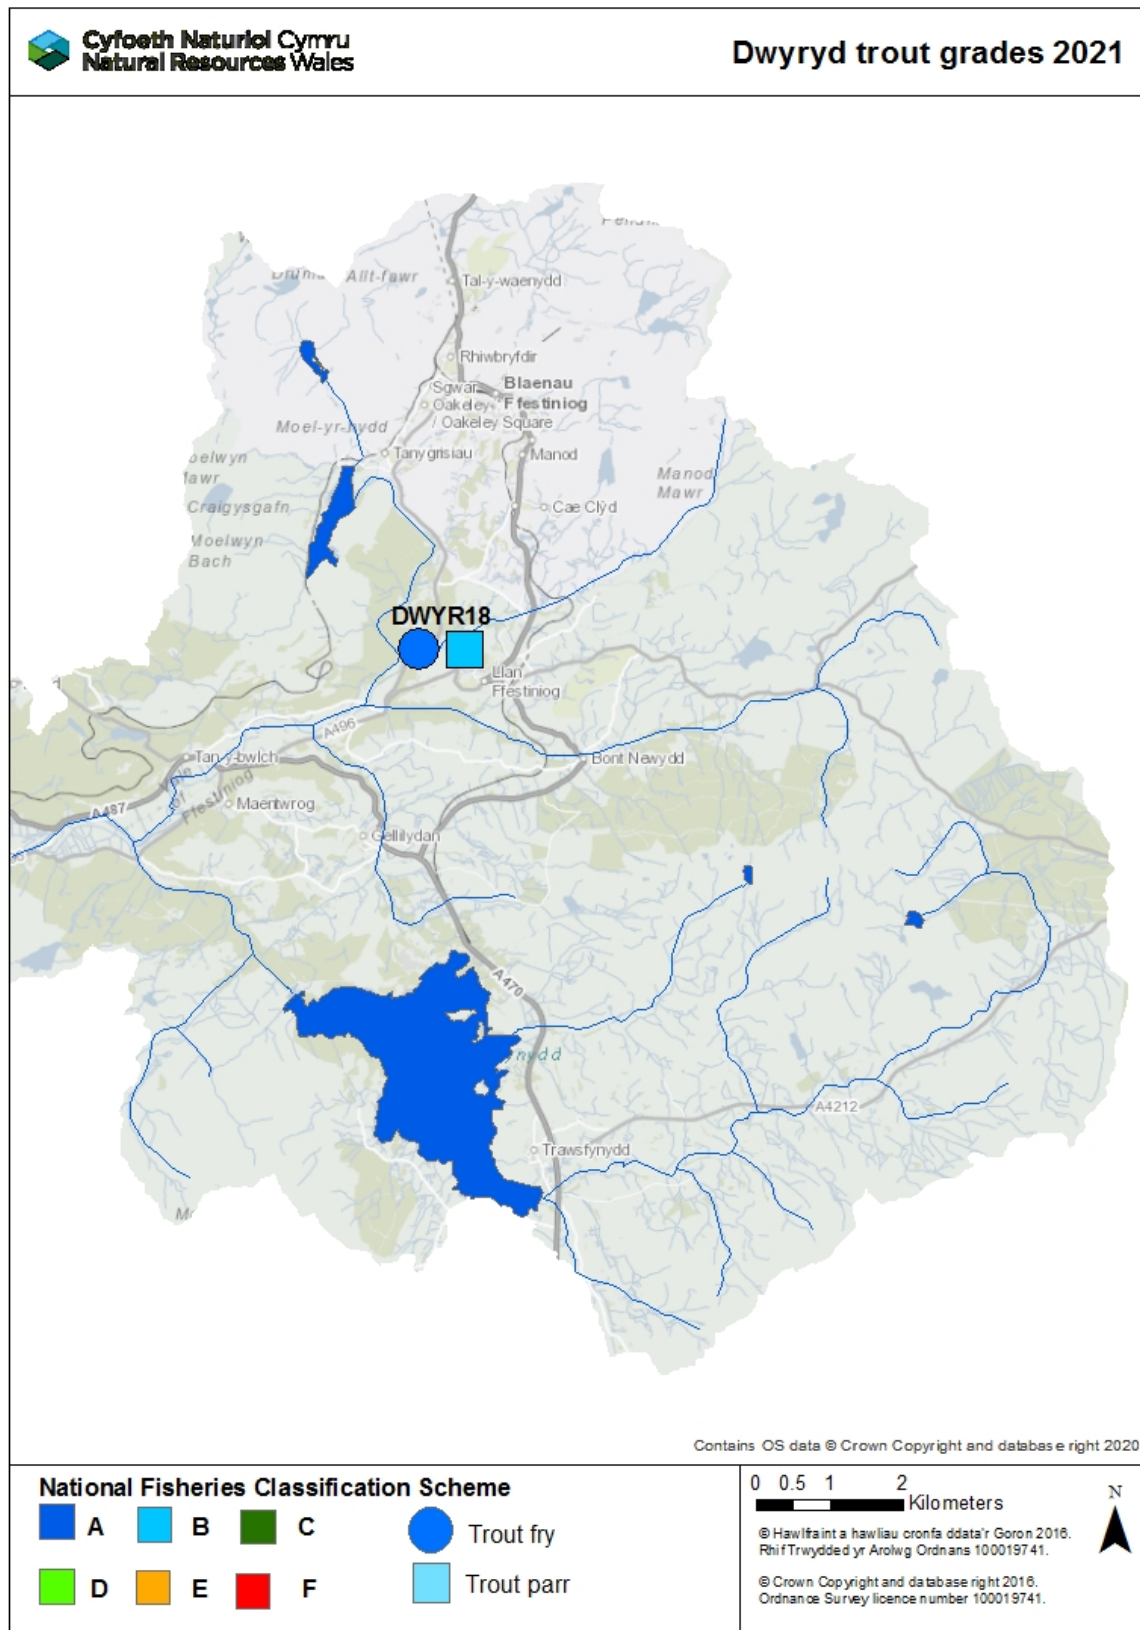 Cyfoeth Naturiol Cymru
Natural Resources Wales
Dwyryd trout grades 2021
Allt-fawr
Tal-y-waenydd
Rhiwbryfdir
Sgwar
Oakeley
/ Oakeley Square
Blaenau
Ffestiniog
Moel-yr-hydd
Tanygrisiau
Manod
Manod
Mawr
Craigysgafn
Cae Clŷd
Moelwyn
Bach
DWYR18
Llan
Ffestiniog
A496
Tan-y-bwlch
Bont Newydd
Vale
of
Ffestiniog
A487
Maentwrog
Gellilydan
A470
A4212
Trawsfynydd
Contains OS data © Crown Copyright and database right 2020
National Fisheries Classification Scheme
A B C
D E F
Trout fry
Trout parr
0 0.5 1 2
Kilometers
N
© Hawlfraint a hawliau cronfa ddata'r Goron 2016.
Rhif Trwydded yr Arolwg Ordnans 100019741.
© Crown Copyright and database right 2016.
Ordnance Survey licence number 100019741.